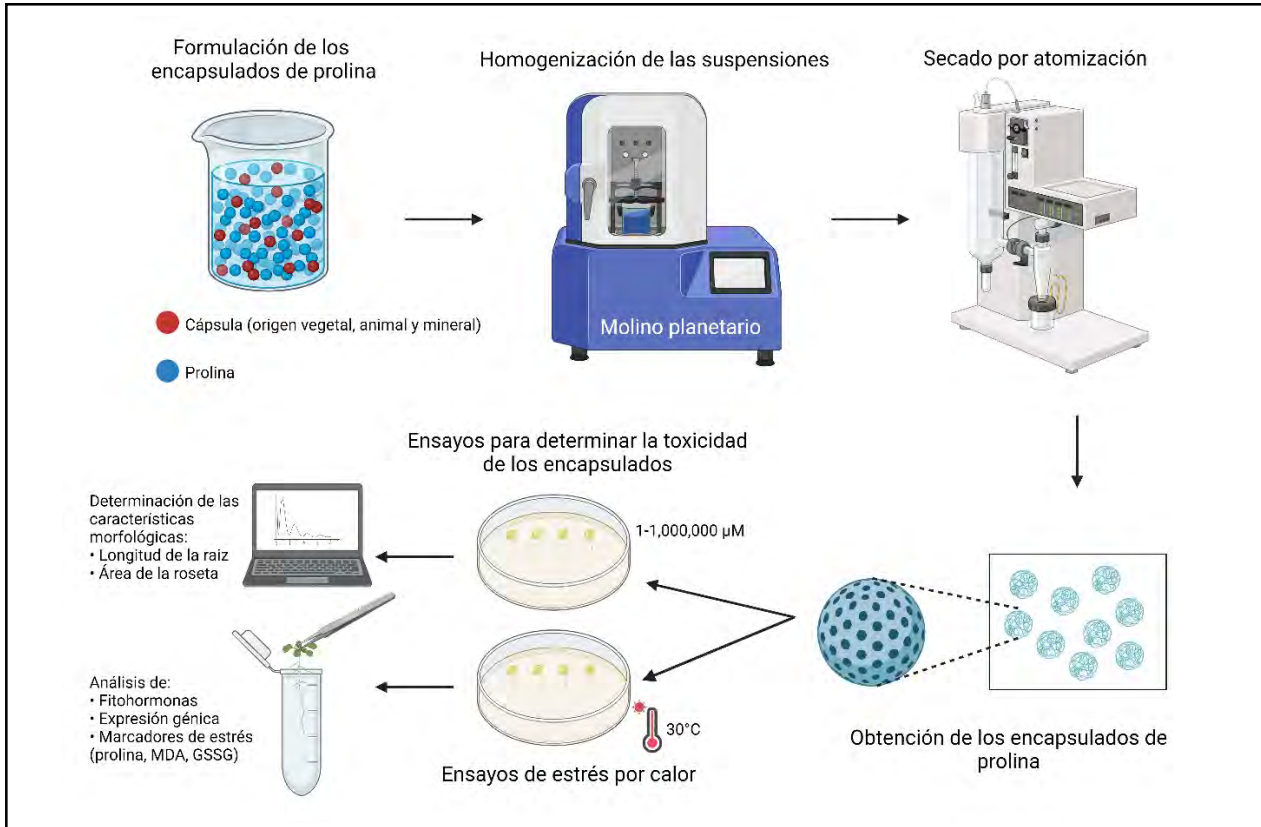 Formulación de los
encapsulados de prolina
Homogenización de las suspensiones
Secado por atomización
Molino planetario
Cápsula (origen vegetal, animal y mineral)
Prolina
Ensayos para determinar la toxicidad
de los encapsulados
Determinación de las
características
morfológicas:
• Longitud de la raiz
• Área de la roseta
1-1,000,000 µM
Análisis de:
• Fitohormonas
• Expresión génica
• Marcadores de estrés
(prolina, MDA, GSSG)
30°C
Ensayos de estrés por calor
Obtención de los encapsulados de
prolina